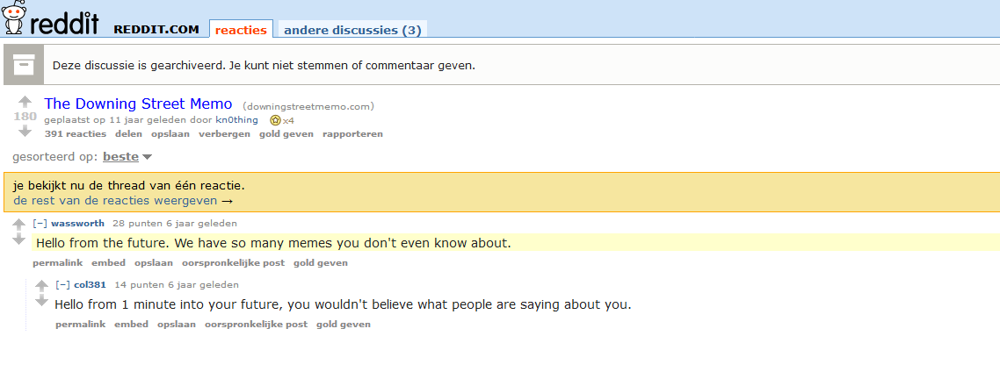 reddit REDDIT.COM reacties andere discussies (3)
Deze discussie is gearchiveerd. Je kunt niet stemmen of commentaar geven.
The Downing Street Memo (downingstreetmemo.com)
180
geplaatst op 11 jaar geleden door kn0thing x4
391 reacties delen opslaan verbergen gold geven rapporteren
gesorteerd op: beste
je bekijkt nu de thread van één reactie.
de rest van de reacties weergeven →
[–] wassworth 28 punten 6 jaar geleden
Hello from the future. We have so many memes you don't even know about.
permalink embed opslaan oorspronkelijke post gold geven
[–] col381 14 punten 6 jaar geleden
Hello from 1 minute into your future, you wouldn't believe what people are saying about you.
permalink embed opslaan oorspronkelijke post gold geven